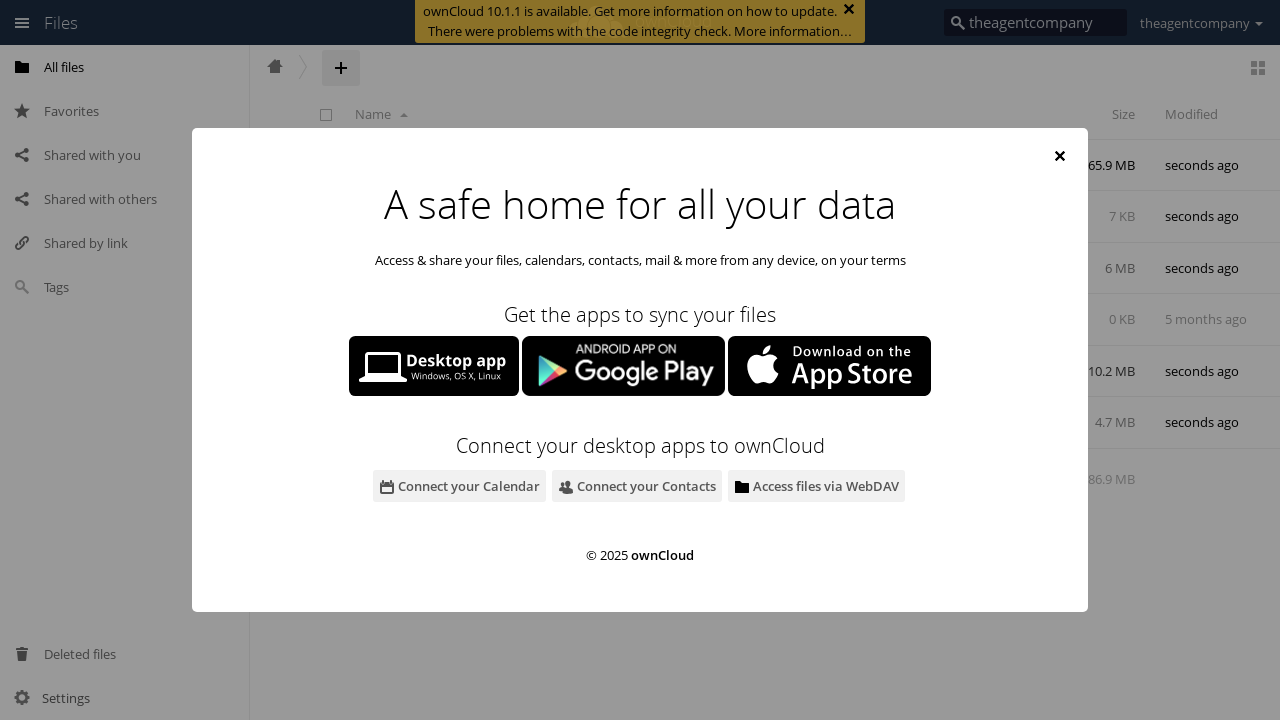 Files
ownCloud 10.1.1 is available. Get more information on how to update.
There were problems with the code integrity check. More information…
theagentcompany
theagentcompany
All files
Favorites
Shared with you
Shared with others
Shared by link
Tags
Deleted files
Settings
Name
Size
Modified
65.9 MB
seconds ago
7 KB
seconds ago
6 MB
seconds ago
0 KB
5 months ago
10.2 MB
seconds ago
4.7 MB
seconds ago
86.9 MB
A safe home for all your data
Access & share your files, calendars, contacts, mail & more from any device, on your terms
Get the apps to sync your files
Desktop app
Windows, OS X, Linux
ANDROID APP ON
Google Play
Download on the
App Store
Connect your desktop apps to ownCloud
Connect your Calendar
Connect your Contacts
Access files via WebDAV
© 2025 ownCloud